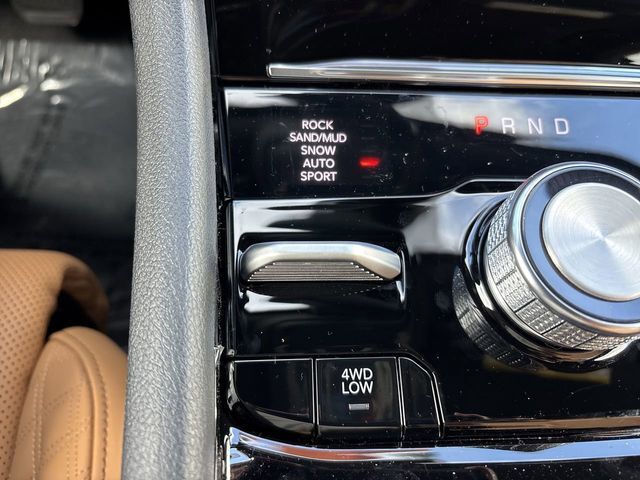 ROCK
SAND/MUD
SNOW
AUTO
SPORT
P R N D
4WD
LOW